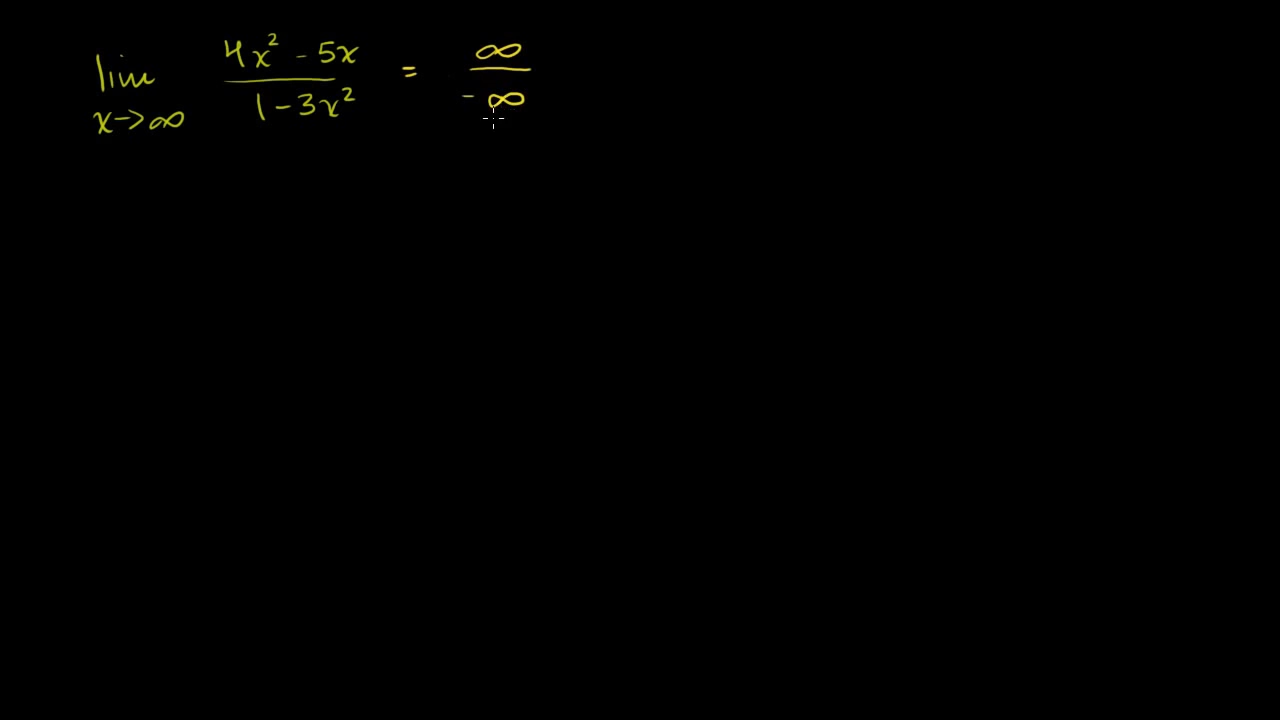 lim x→∞ (4x² - 5x)/(1 - 3x²) = ∞/-∞